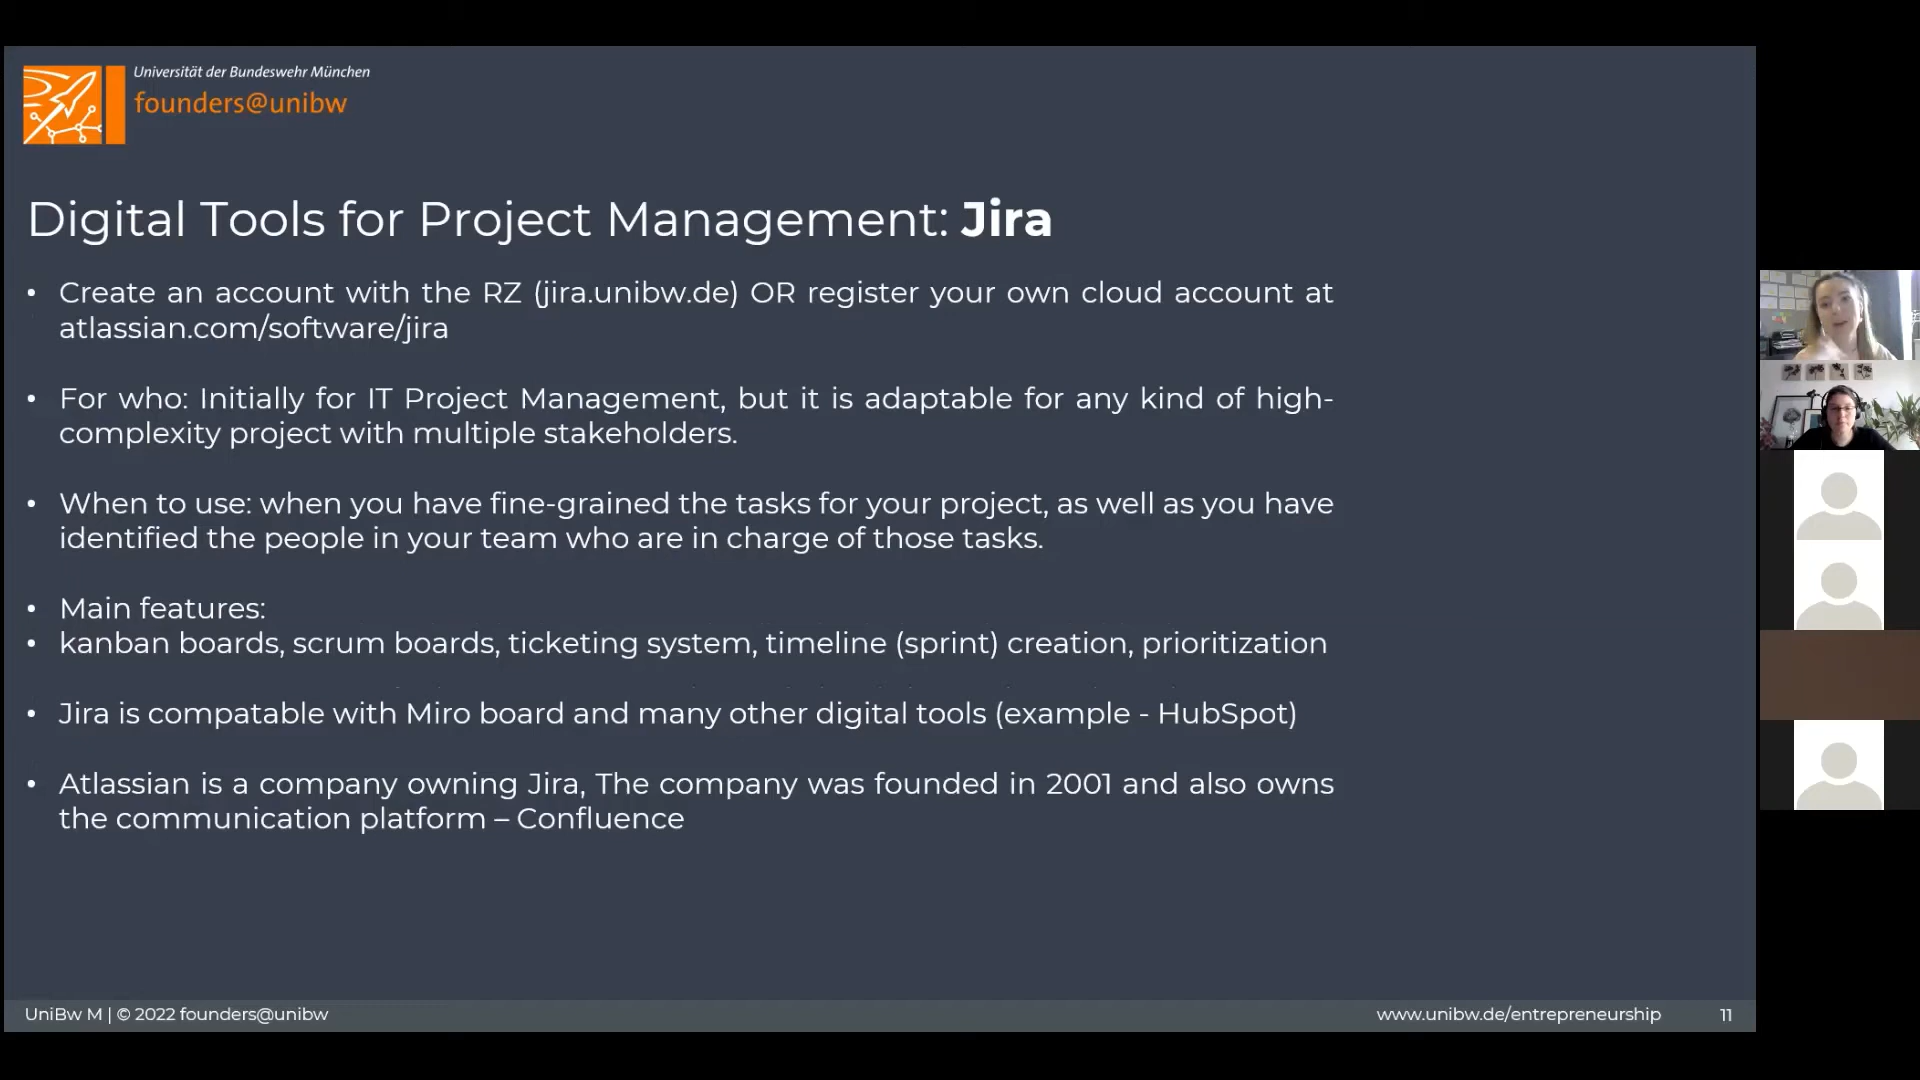 Universität der Bundeswehr München
founders@unibw
Digital Tools for Project Management: Jira
• Create an account with the RZ (jira.unibw.de) OR register your own cloud account at
atlassian.com/software/jira
• For who: Initially for IT Project Management, but it is adaptable for any kind of high-
complexity project with multiple stakeholders.
• When to use: when you have fine-grained the tasks for your project, as well as you have
identified the people in your team who are in charge of those tasks.
• Main features:
• kanban boards, scrum boards, ticketing system, timeline (sprint) creation, prioritization
• Jira is compatable with Miro board and many other digital tools (example - HubSpot)
• Atlassian is a company owning Jira, The company was founded in 2001 and also owns
the communication platform – Confluence
UniBw M | © 2022 founders@unibw
www.unibw.de/entrepreneurship
11